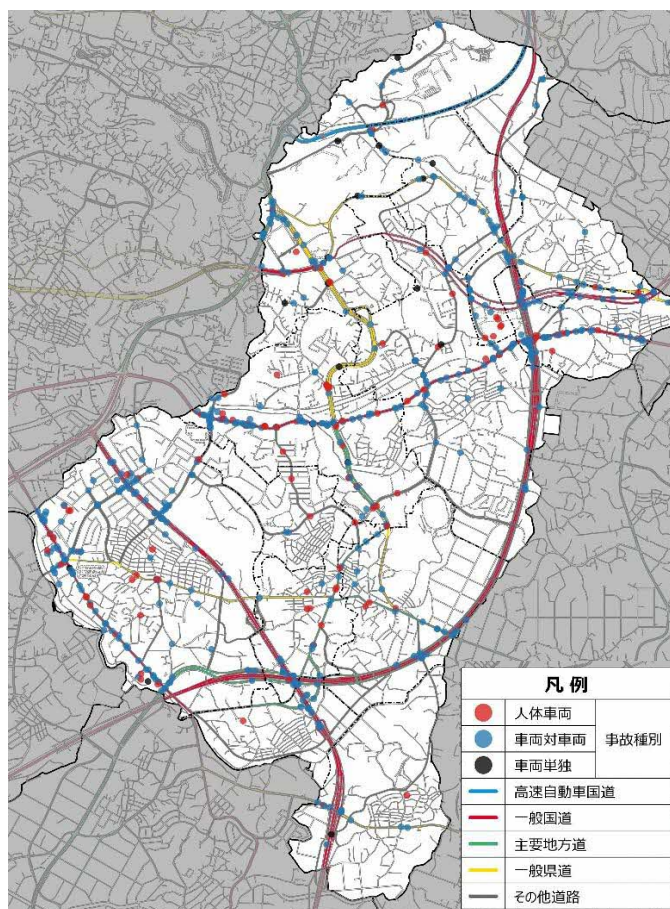 凡例
人体車両
車両対車両
車両単独
事故種別
高速自動車国道
一般国道
主要地方道
一般県道
その他道路